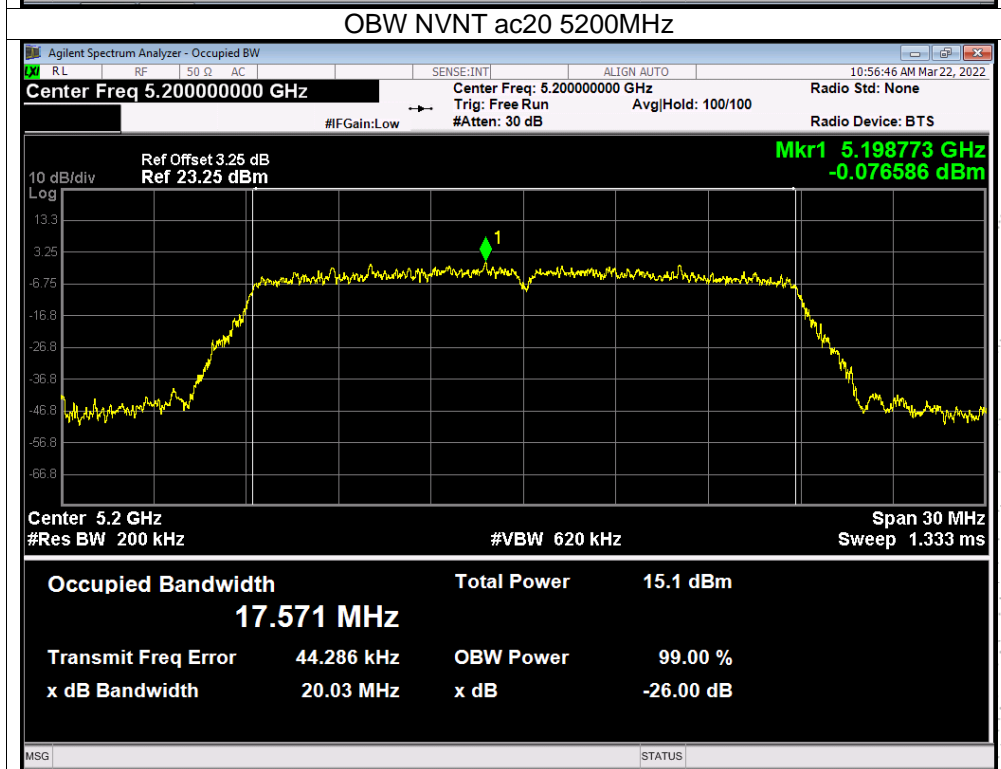 OBW NVNT ac20 5200MHz
Agilent Spectrum Analyzer - Occupied BW
LXI RL RF 50 Ω AC SENSE:INT ALIGN AUTO 10:56:46 AM Mar 22, 2022
Center Freq 5.200000000 GHz Center Freq: 5.200000000 GHz Radio Std: None
Trig: Free Run Avg|Hold: 100/100
#IFGain:Low #Atten: 30 dB Radio Device: BTS
Mkr1 5.198773 GHz
-0.076586 dBm
Ref Offset 3.25 dB
10 dB/div Ref 23.25 dBm
Log
13.3
3.25
-6.75
-16.8
-26.8
-36.8
-46.8
-56.8
-66.8
1
Center 5.2 GHz Span 30 MHz
#Res BW 200 kHz #VBW 620 kHz Sweep 1.333 ms
Occupied Bandwidth Total Power 15.1 dBm
17.571 MHz
Transmit Freq Error 44.286 kHz OBW Power 99.00 %
x dB Bandwidth 20.03 MHz x dB -26.00 dB
MSG STATUS